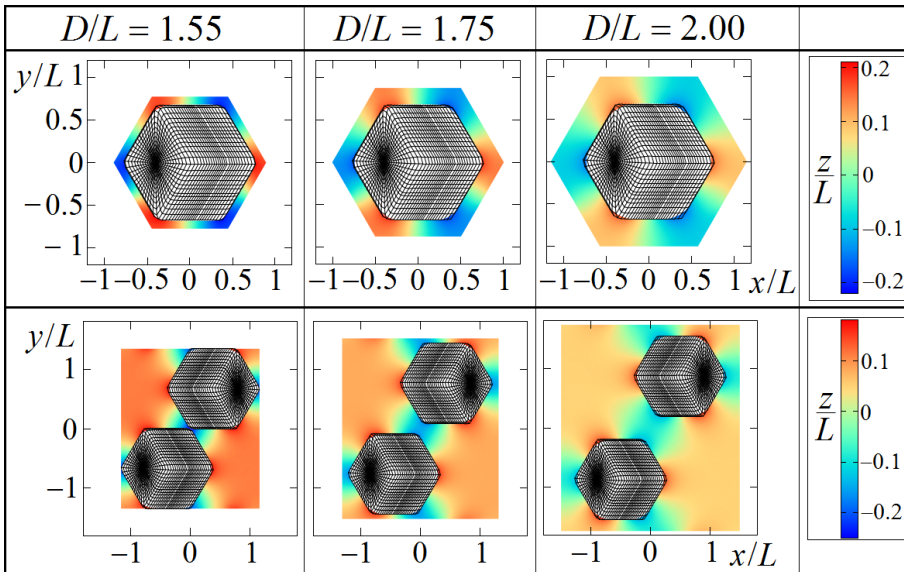 D/L = 1.55 D/L = 1.75 D/L = 2.00
y/L 1 0.5 0 −0.5 −1
−1 −0.5 0 0.5 1
−1 −0.5 0 0.5 1
−1 −0.5 0 0.5 1 x/L
z/L
0.2
0.1
0
−0.1
−0.2
y/L 1 0 −1
−1 0 1
−1 0 1
−1 0 1 x/L
z/L
0.1
0
−0.1
−0.2